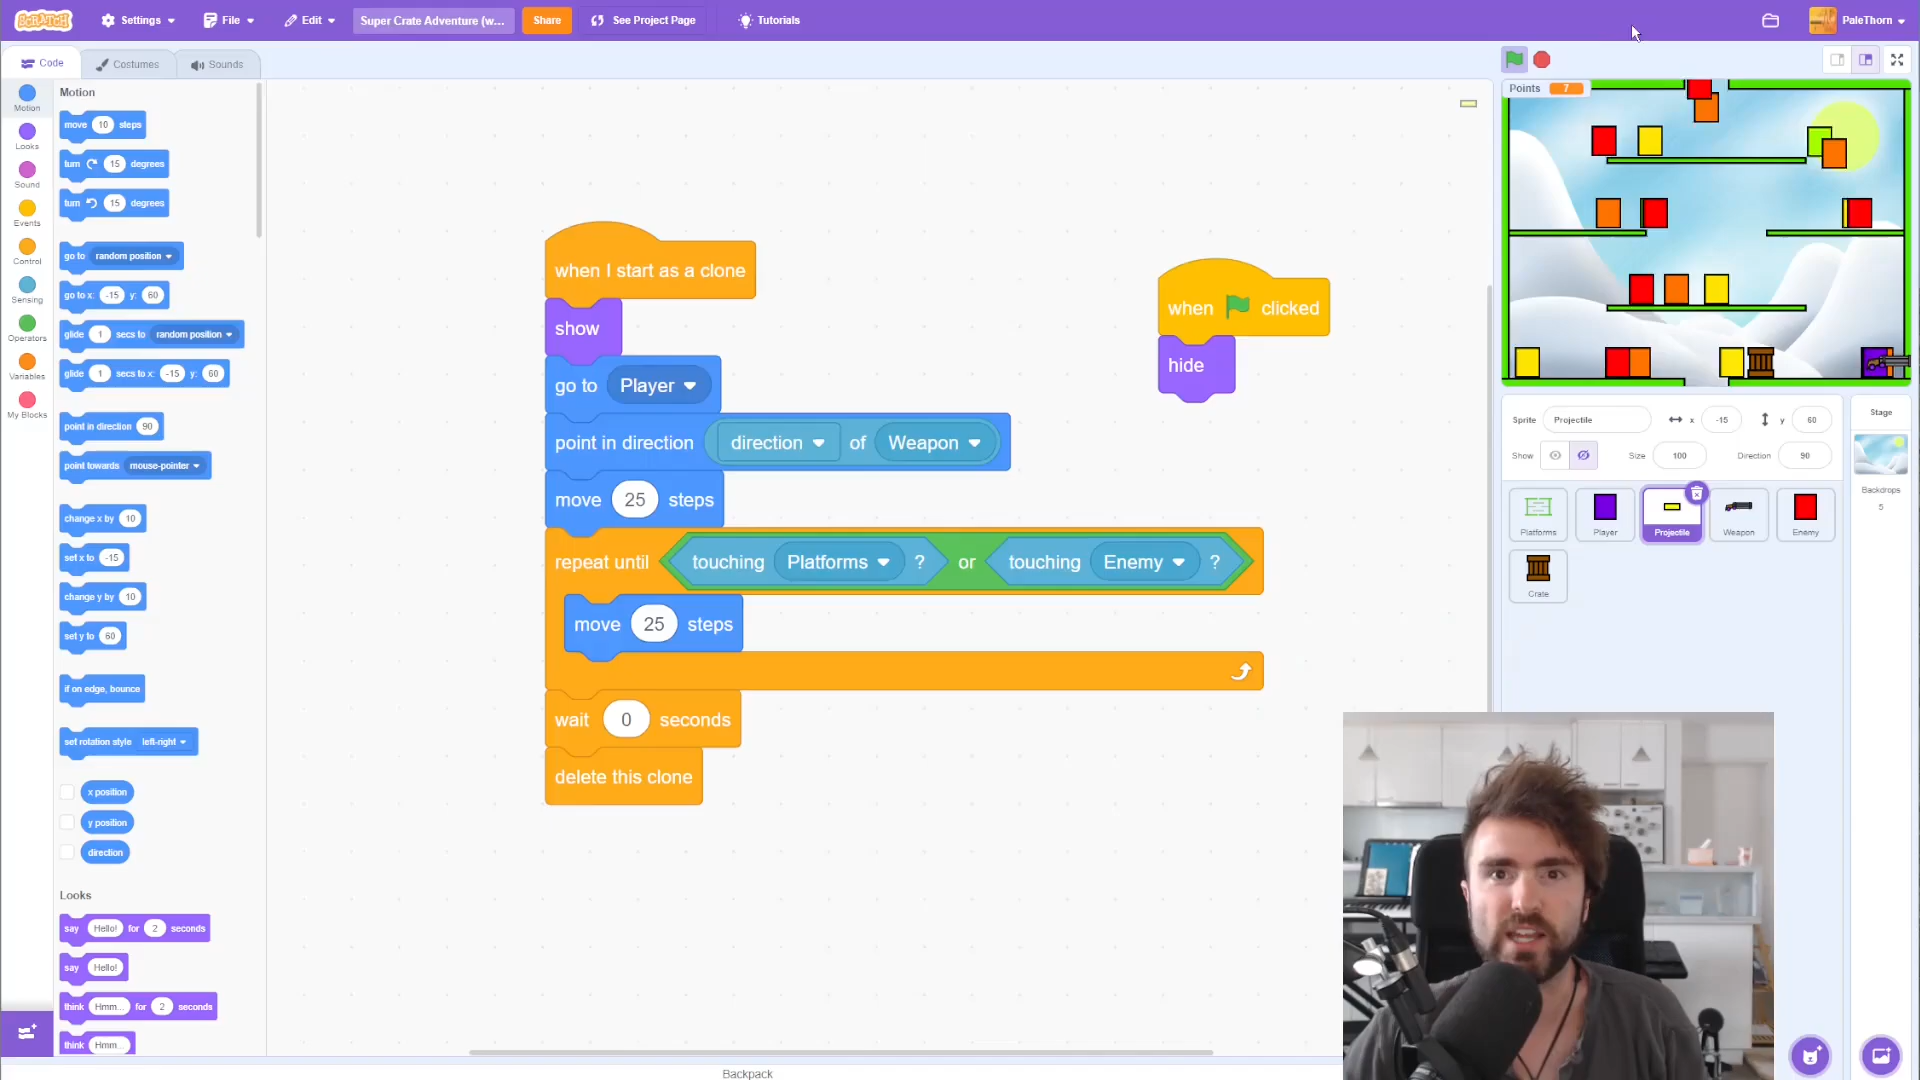 SCRATCH Settings File Edit Super Crate Adventure (w... Share See Project Page Tutorials PaleThorn
Code Costumes Sounds
Motion
Looks
Sound
Events
Control
Sensing
Operators
Variables
My Blocks
Motion
move 10 steps
turn 15 degrees
turn 15 degrees
go to random position
go to x: -15 y: 60
glide 1 secs to random position
glide 1 secs to x: -15 y: 60
point in direction 90
point towards mouse-pointer
change x by 10
set x to -15
change y by 10
set y to 60
if on edge, bounce
set rotation style left-right
x position
y position
direction
Looks
say Hello! for 2 seconds
say Hello!
think Hmm... for 2 seconds
think Hmm...
when I start as a clone
show
go to Player
point in direction direction of Weapon
move 25 steps
repeat until touching Platforms ? or touching Enemy ?
move 25 steps
wait 0 seconds
delete this clone
when clicked
hide
Points 7
Sprite Projectile x -15 y 60
Show Size 100 Direction 90
Platforms Player Projectile Weapon Enemy
Crate
Stage
Backdrops
5
Backpack